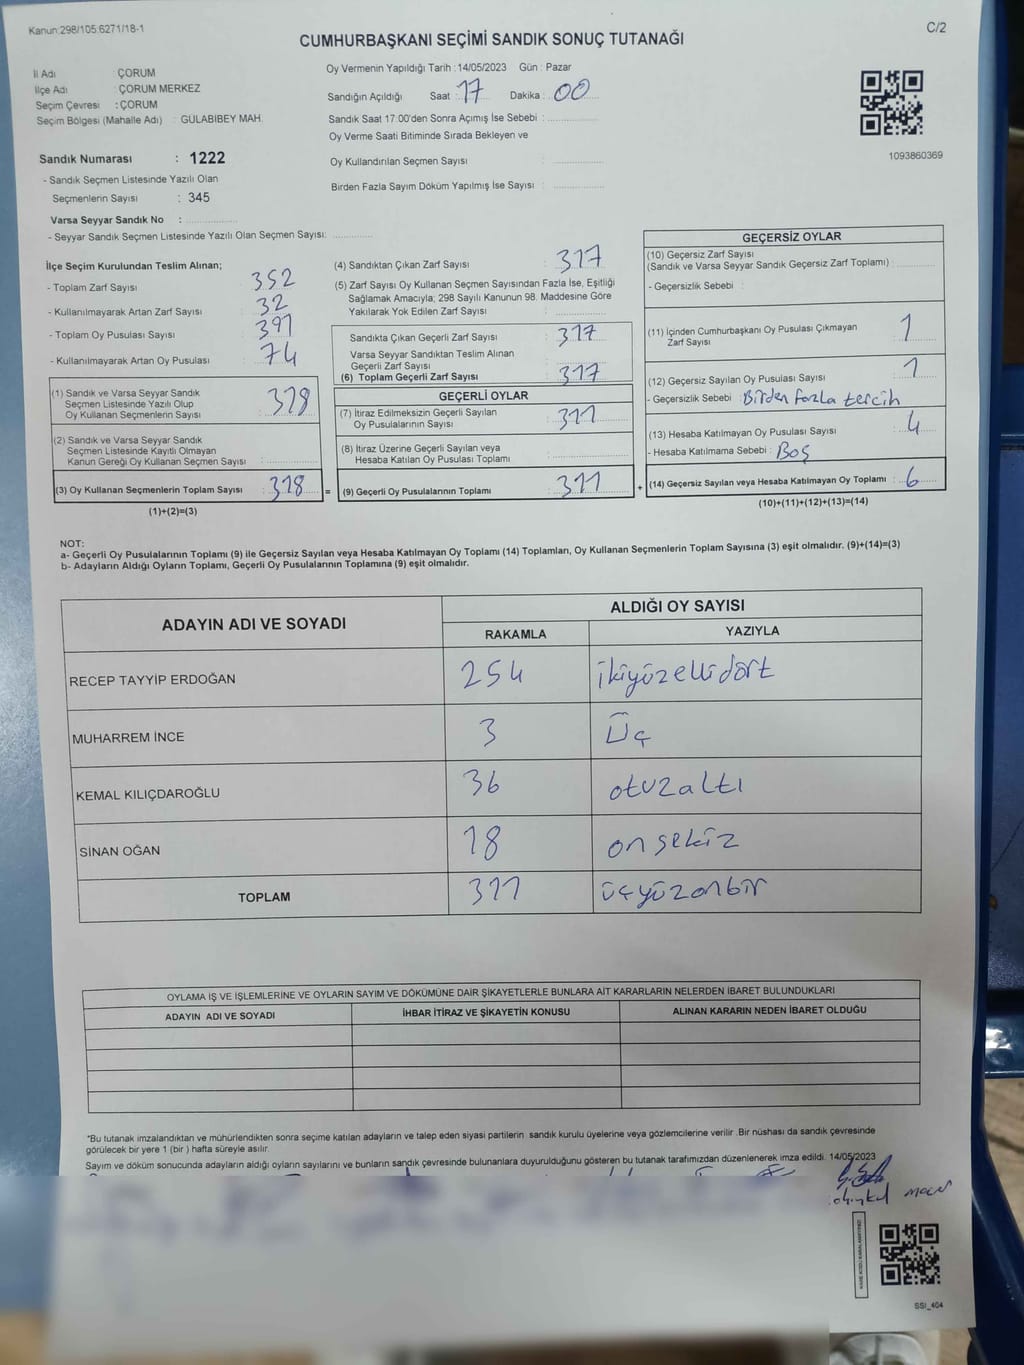 Kanun:298/105:6271/18-1
C/2
CUMHURBAŞKANI SEÇİMİ SANDIK SONUÇ TUTANAĞI
İl Adı : ÇORUM
İlçe Adı : ÇORUM MERKEZ
Seçim Çevresi : ÇORUM
Seçim Bölgesi (Mahalle Adı) : GÜLABİBEY MAH.
Sandık Numarası : 1222
- Sandık Seçmen Listesinde Yazılı Olan
Seçmenlerin Sayısı : 345
Varsa Seyyar Sandık No :
- Seyyar Sandık Seçmen Listesinde Yazılı Olan Seçmen Sayısı:
Oy Vermenin Yapıldığı Tarih : 14/05/2023 Gün : Pazar
Sandığın Açıldığı Saat : 17 Dakika : 00
Sandık Saat 17:00'den Sonra Açımış İse Sebebi :
Oy Verme Saati Bitiminde Sırada Bekleyen ve
Oy Kullandırılan Seçmen Sayısı :
Birden Fazla Sayım Döküm Yapılmış İse Sayısı :
1093860369
İlçe Seçim Kurulundan Teslim Alınan;
- Toplam Zarf Sayısı : 352
- Kullanılmayarak Artan Zarf Sayısı : 32
- Toplam Oy Pusulası Sayısı : 391
- Kullanılmayarak Artan Oy Pusulası : 74
(1) Sandık ve Varsa Seyyar Sandık
Seçmen Listesinde Yazılı Olup
Oy Kullanan Seçmenlerin Sayısı : 318
(2) Sandık ve Varsa Seyyar Sandık
Seçmen Listesinde Kayıtlı Olmayan
Kanun Gereği Oy Kullanan Seçmen Sayısı :
(3) Oy Kullanan Seçmenlerin Toplam Sayısı : 318
(1)+(2)=(3)
(4) Sandıktan Çıkan Zarf Sayısı : 317
(5) Zarf Sayısı Oy Kullanan Seçmen Sayısından Fazla İse, Eşitliği
Sağlamak Amacıyla; 298 Sayılı Kanunun 98. Maddesine Göre
Yakılarak Yok Edilen Zarf Sayısı :
Sandıkta Çıkan Geçerli Zarf Sayısı : 317
Varsa Seyyar Sandıktan Teslim Alınan
Geçerli Zarf Sayısı :
(6) Toplam Geçerli Zarf Sayısı : 317
GEÇERLİ OYLAR
(7) İtiraz Edilmeksizin Geçerli Sayılan
Oy Pusulalarının Sayısı : 311
(8) İtiraz Üzerine Geçerli Sayılan veya
Hesaba Katılan Oy Pusulası Toplamı :
= (9) Geçerli Oy Pusulalarının Toplamı : 311
GEÇERSİZ OYLAR
(10) Geçersiz Zarf Sayısı
(Sandık ve Varsa Seyyar Sandık Geçersiz Zarf Toplamı) :
- Geçersizlik Sebebi :
(11) İçinden Cumhurbaşkanı Oy Pusulası Çıkmayan
Zarf Sayısı : 1
(12) Geçersiz Sayılan Oy Pusulası Sayısı : 1
- Geçersizlik Sebebi : Birden fazla tercih
(13) Hesaba Katılmayan Oy Pusulası Sayısı : 4
- Hesaba Katılmama Sebebi : Boş
+ (14) Geçersiz Sayılan veya Hesaba Katılmayan Oy Toplamı : 6
(10)+(11)+(12)+(13)=(14)
NOT:
a- Geçerli Oy Pusulalarının Toplamı (9) ile Geçersiz Sayılan veya Hesaba Katılmayan Oy Toplamı (14) Toplamları, Oy Kullanan Seçmenlerin Toplam Sayısına (3) eşit olmalıdır. (9)+(14)=(3)
b- Adayların Aldığı Oyların Toplamı, Geçerli Oy Pusulalarının Toplamına (9) eşit olmalıdır.
ADAYIN ADI VE SOYADI ALDIĞI OY SAYISI
RAKAMLA YAZIYLA
RECEP TAYYİP ERDOĞAN 254 ikiyüzellidört
MUHARREM İNCE 3 Üç
KEMAL KILIÇDAROĞLU 36 otuzaltı
SİNAN OĞAN 18 onsekiz
TOPLAM 311 üçyüzonbir
OYLAMA İŞ VE İŞLEMLERİNE VE OYLARIN SAYIM VE DÖKÜMÜNE DAİR ŞİKAYETLERLE BUNLARA AİT KARARLARIN NELERDEN İBARET BULUNDUKLARI
ADAYIN ADI VE SOYADI İHBAR İTİRAZ VE ŞİKAYETİN KONUSU ALINAN KARARIN NEDEN İBARET OLDUĞU
*Bu tutanak imzalandıktan ve mühürlendikten sonra seçime katılan adayların ve talep eden siyasi partilerin sandık kurulu üyelerine veya gözlemcilerine verilir .Bir nüshası da sandık çevresinde
görülecek bir yere 1 (bir ) hafta süreyle asılır.
Sayım ve döküm sonucunda adayların aldığı oyların sayılarını ve bunların sandık çevresinde bulunanlara duyurulduğunu gösteren bu tutanak tarafımızdan düzenlenerek imza edildi. 14/05/2023
SSI_404